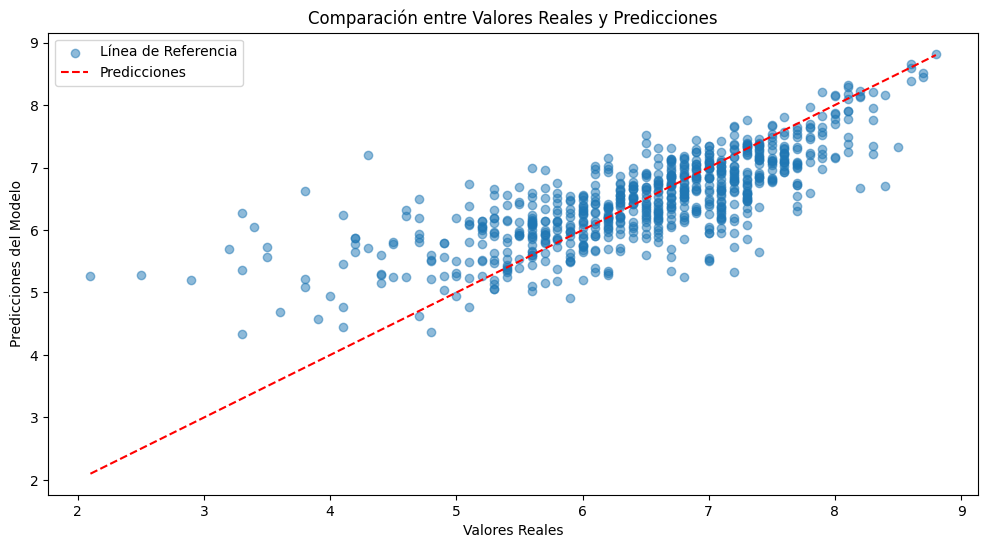 Comparación entre Valores Reales y Predicciones
Línea de Referencia
Predicciones
Predicciones del Modelo
9
8
7
6
5
4
3
2
2 3 4 5 6 7 8 9
Valores Reales